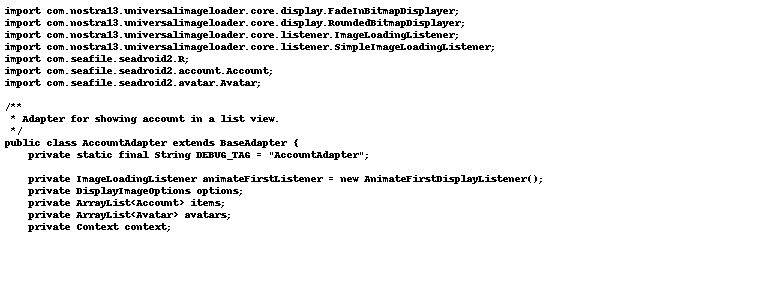 import com.nostra13.universalimageloader.core.display.FadeInBitmapDisplayer;
import com.nostra13.universalimageloader.core.display.RoundedBitmapDisplayer;
import com.nostra13.universalimageloader.core.listener.ImageLoadingListener;
import com.nostra13.universalimageloader.core.listener.SimpleImageLoadingListener;
import com.seafile.seadroid2.R;
import com.seafile.seadroid2.account.Account;
import com.seafile.seadroid2.avatar.Avatar;

/**
 * Adapter for showing account in a list view.
 */
public class AccountAdapter extends BaseAdapter {
    private static final String DEBUG_TAG = "AccountAdapter";

    private ImageLoadingListener animateFirstListener = new AnimateFirstDisplayListener();
    private DisplayImageOptions options;
    private ArrayList<Account> items;
    private ArrayList<Avatar> avatars;
    private Context context;